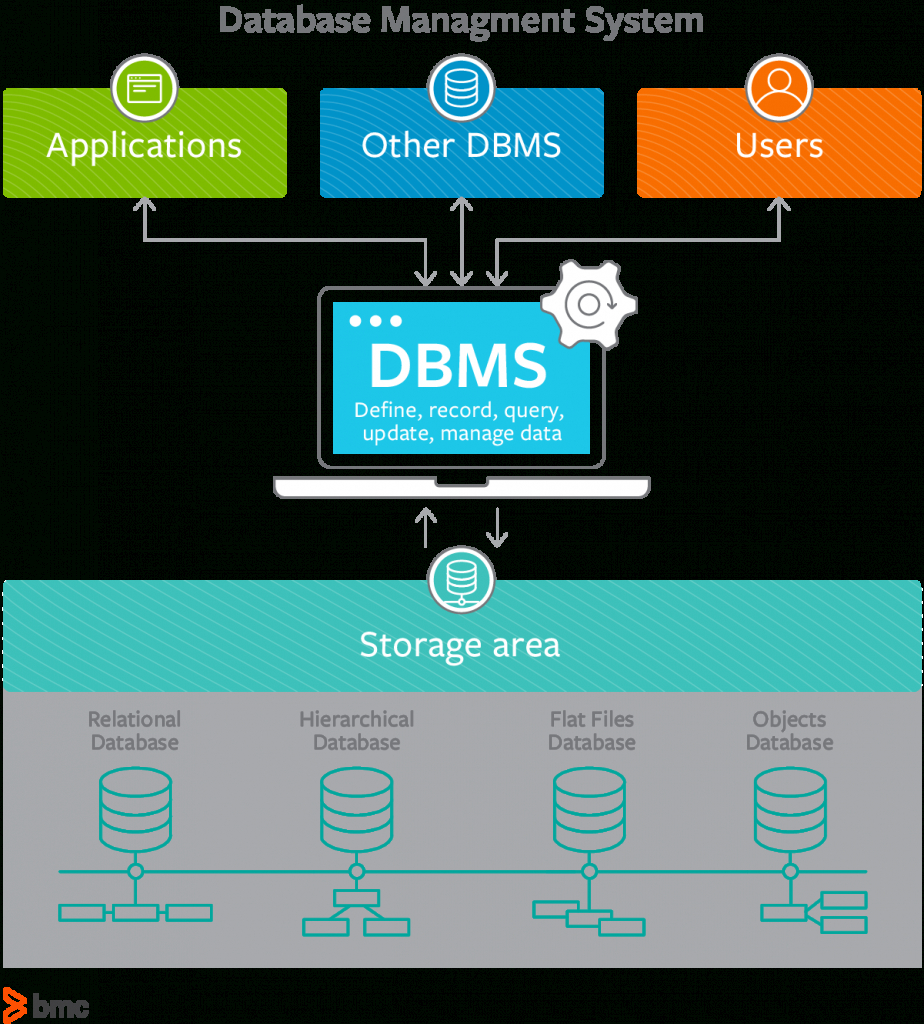 Database Managment System
Applications
Other DBMS
Users
DBMS
Define, record, query,
update, manage data
Storage area
Relational
Database
Hierarchical
Database
Flat Files
Database
Objects
Database
bmc